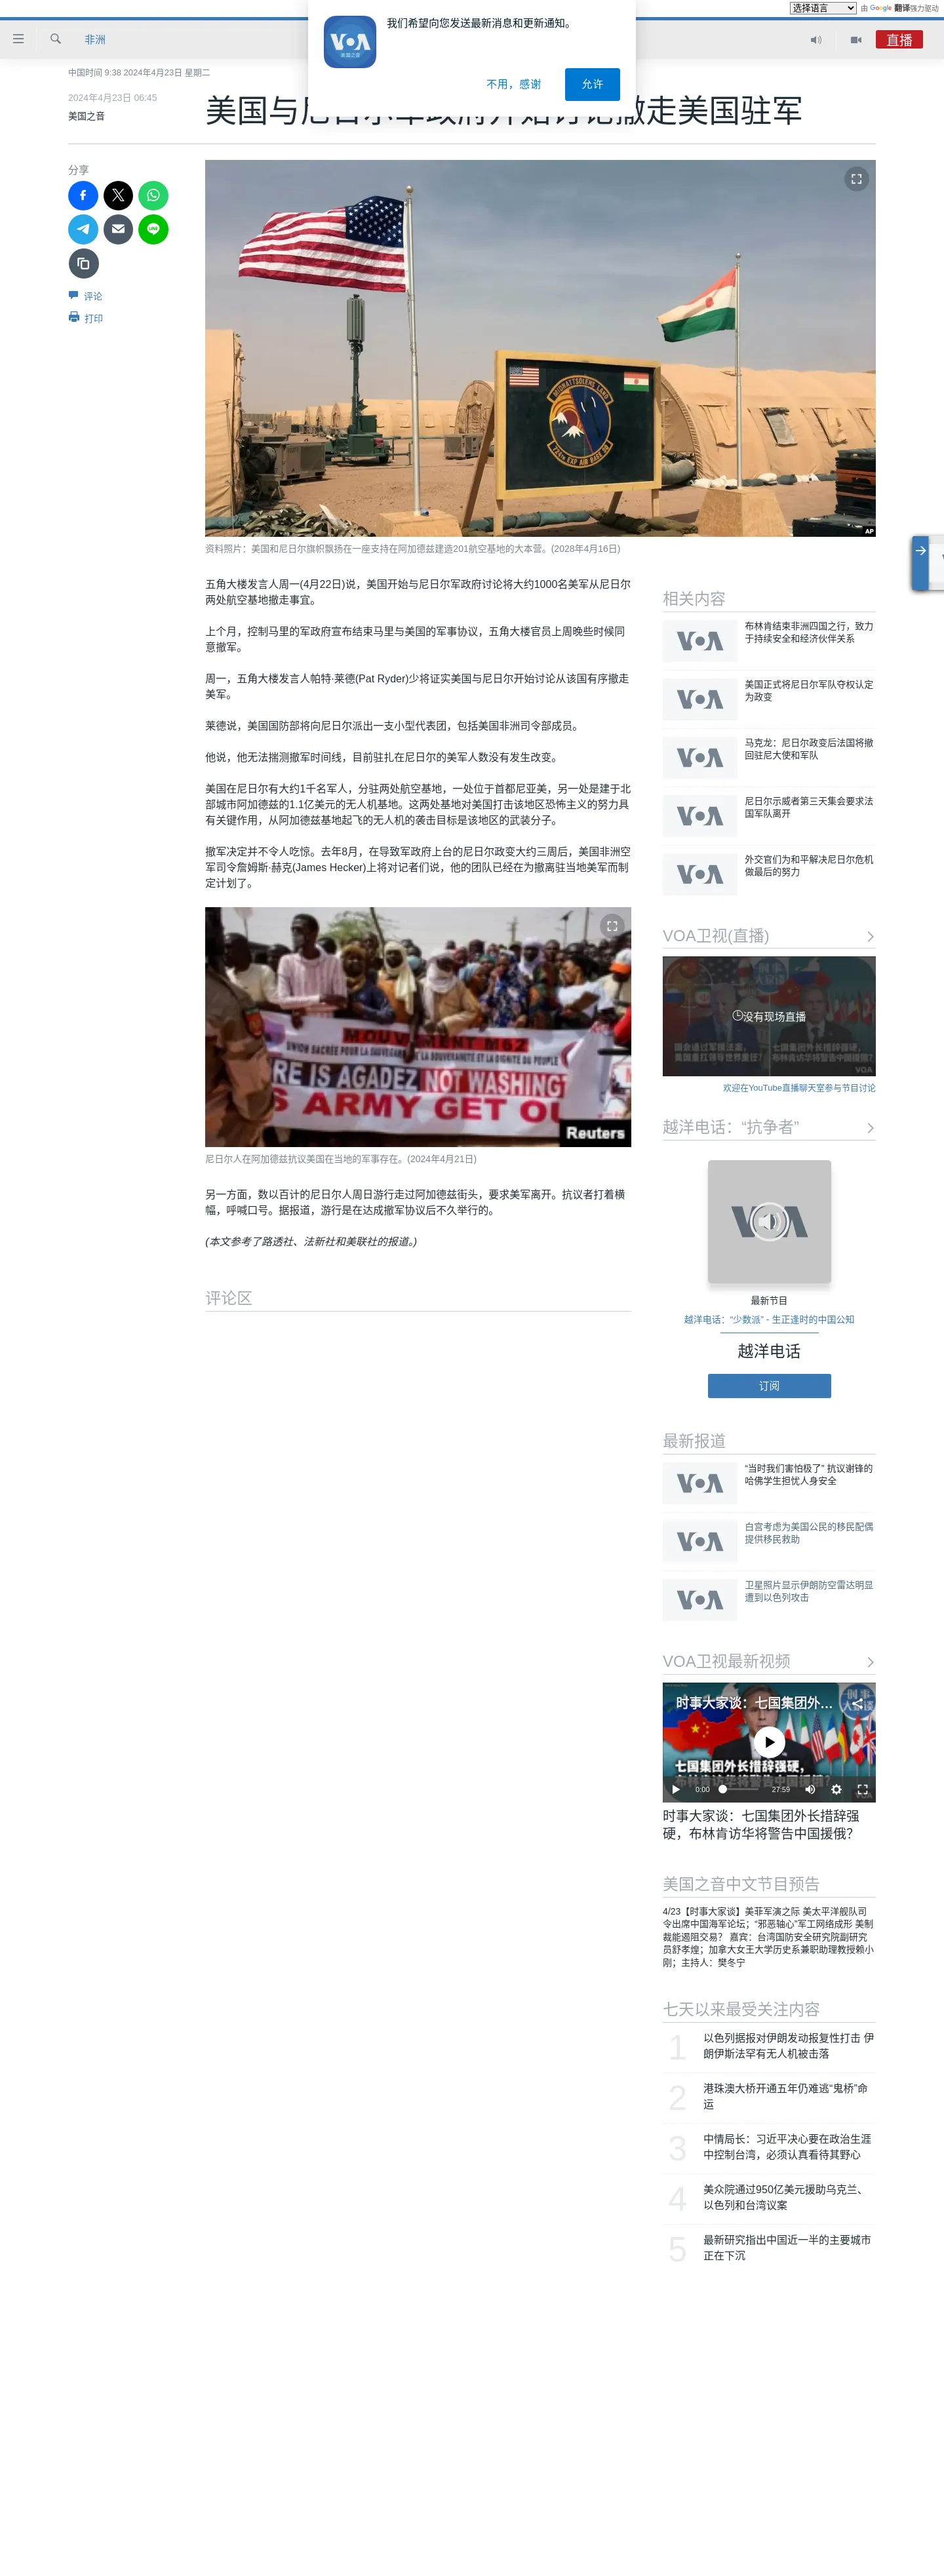 选择语言
由 Google 翻译强力驱动
我们希望向您发送最新消息和更新通知。
VOA
美国之音
不用，感谢
允许
非洲
直播
中国时间 9:38 2024年4月23日 星期二
2024年4月23日 06:45
美国之音
分享
LINE
评论
打印
AP
资料照片：美国和尼日尔旗帜飘扬在一座支持在阿加德兹建造201航空基地的大本营。(2028年4月16日)
五角大楼发言人周一(4月22日)说，美国开始与尼日尔军政府讨论将大约1000名美军从尼日尔
两处航空基地撤走事宜。
上个月，控制马里的军政府宣布结束马里与美国的军事协议，五角大楼官员上周晚些时候同
意撤军。
周一，五角大楼发言人帕特·莱德(Pat Ryder)少将证实美国与尼日尔开始讨论从该国有序撤走
美军。
莱德说，美国国防部将向尼日尔派出一支小型代表团，包括美国非洲司令部成员。
他说，他无法揣测撤军时间线，目前驻扎在尼日尔的美军人数没有发生改变。
美国在尼日尔有大约1千名军人，分驻两处航空基地，一处位于首都尼亚美，另一处是建于北
部城市阿加德兹的1.1亿美元的无人机基地。这两处基地对美国打击该地区恐怖主义的努力具
有关键作用，从阿加德兹基地起飞的无人机的袭击目标是该地区的武装分子。
撤军决定并不令人吃惊。去年8月，在导致军政府上台的尼日尔政变大约三周后，美国非洲空
军司令詹姆斯·赫克(James Hecker)上将对记者们说，他的团队已经在为撤离驻当地美军而制
定计划了。
RE IS AGADEZ NOT WASHINGT
S ARMY GET OU
Reuters
尼日尔人在阿加德兹抗议美国在当地的军事存在。(2024年4月21日)
另一方面，数以百计的尼日尔人周日游行走过阿加德兹街头，要求美军离开。抗议者打着横
幅，呼喊口号。据报道，游行是在达成撤军协议后不久举行的。
(本文参考了路透社、法新社和美联社的报道。)
评论区
相关内容
VOA
布林肯结束非洲四国之行，致力
于持续安全和经济伙伴关系
VOA
美国正式将尼日尔军队夺权认定
为政变
VOA
马克龙：尼日尔政变后法国将撤
回驻尼大使和军队
VOA
尼日尔示威者第三天集会要求法
国军队离开
VOA
外交官们为和平解决尼日尔危机
做最后的努力
VOA卫视(直播)
没有现场直播
VOA
欢迎在YouTube直播聊天室参与节目讨论
越洋电话：“抗争者”
VOA
最新节目
越洋电话：“少数派” - 生正逢时的中国公知
越洋电话
订阅
最新报道
VOA
“当时我们害怕极了” 抗议谢锋的
哈佛学生担忧人身安全
VOA
白宫考虑为美国公民的移民配偶
提供移民救助
VOA
卫星照片显示伊朗防空雷达明显
遭到以色列攻击
VOA卫视最新视频
时事大家谈：七国集团外...
七国集团外长措辞强硬，
0:00
27:59
时事大家谈：七国集团外长措辞强
硬，布林肯访华将警告中国援俄？
美国之音中文节目预告
4/23【时事大家谈】美菲军演之际 美太平洋舰队司
令出席中国海军论坛；“邪恶轴心”军工网络成形 美制
裁能遏阻交易？ 嘉宾：台湾国防安全研究院副研究
员舒孝煌；加拿大女王大学历史系兼职助理教授赖小
刚；主持人：樊冬宁
七天以来最受关注内容
1
以色列据报对伊朗发动报复性打击 伊
朗伊斯法罕有无人机被击落
2
港珠澳大桥开通五年仍难逃“鬼桥”命
运
3
中情局长：习近平决心要在政治生涯
中控制台湾，必须认真看待其野心
4
美众院通过950亿美元援助乌克兰、
以色列和台湾议案
5
最新研究指出中国近一半的主要城市
正在下沉